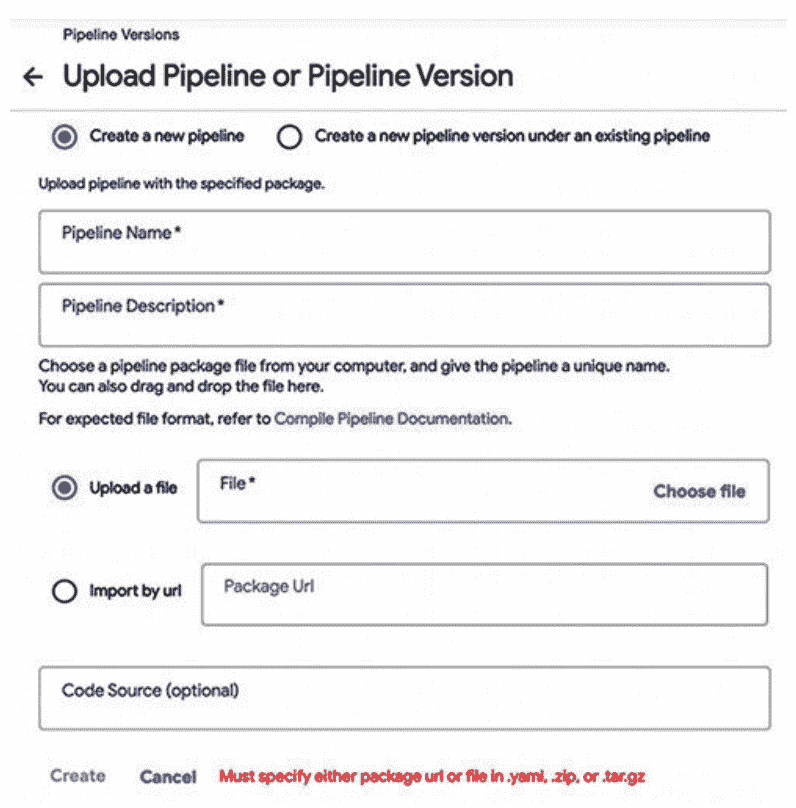 Pipeline Versions
← Upload Pipeline or Pipeline Version
Create a new pipeline Create a new pipeline version under an existing pipeline
Upload pipeline with the specified package.
Pipeline Name*
Pipeline Description*
Choose a pipeline package file from your computer, and give the pipeline a unique name.
You can also drag and drop the file here.
For expected file format, refer to Compile Pipeline Documentation.
Upload a file File* Choose file
Import by url Package Url
Code Source (optional)
Create Cancel Must specify either package url or file in .yaml, .zip, or .tar.gz